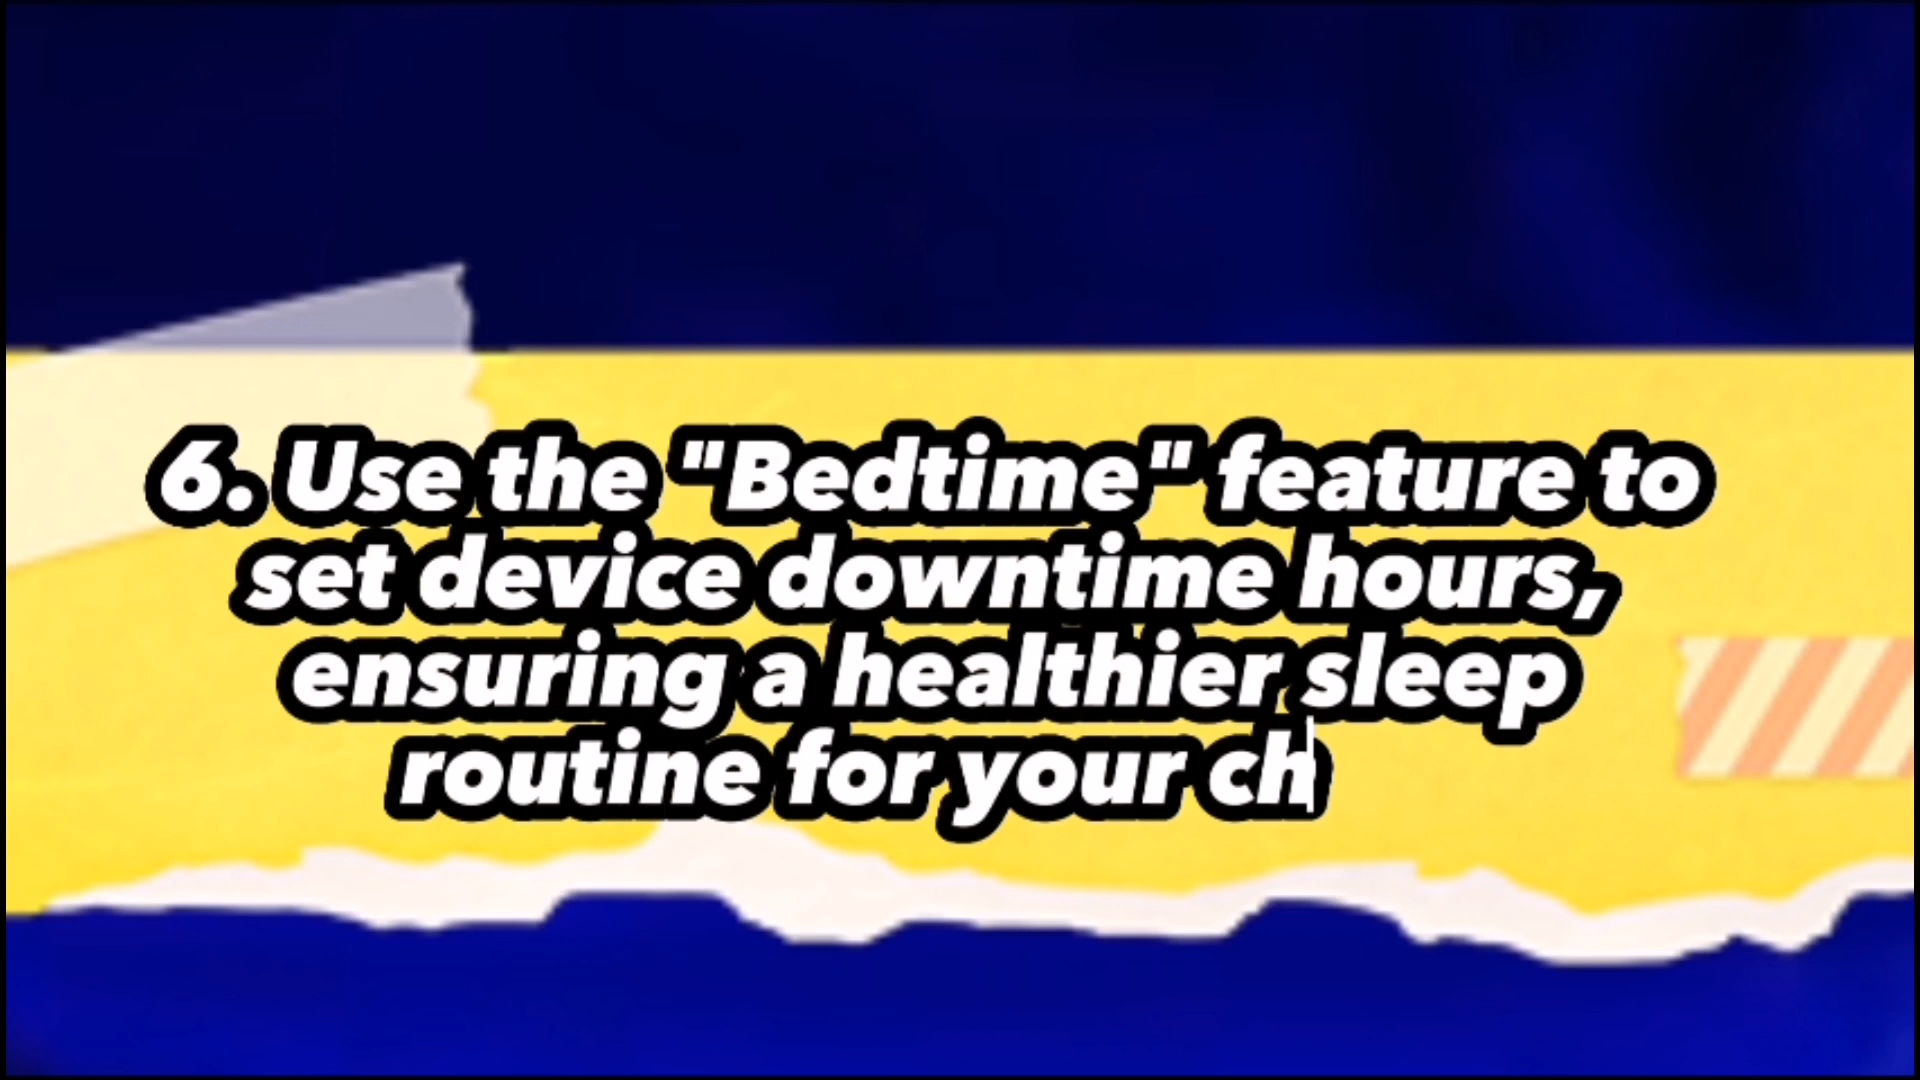 6. Use the "Bedtime" feature to
set device downtime hours,
ensuring a healthier sleep
routine for your ch